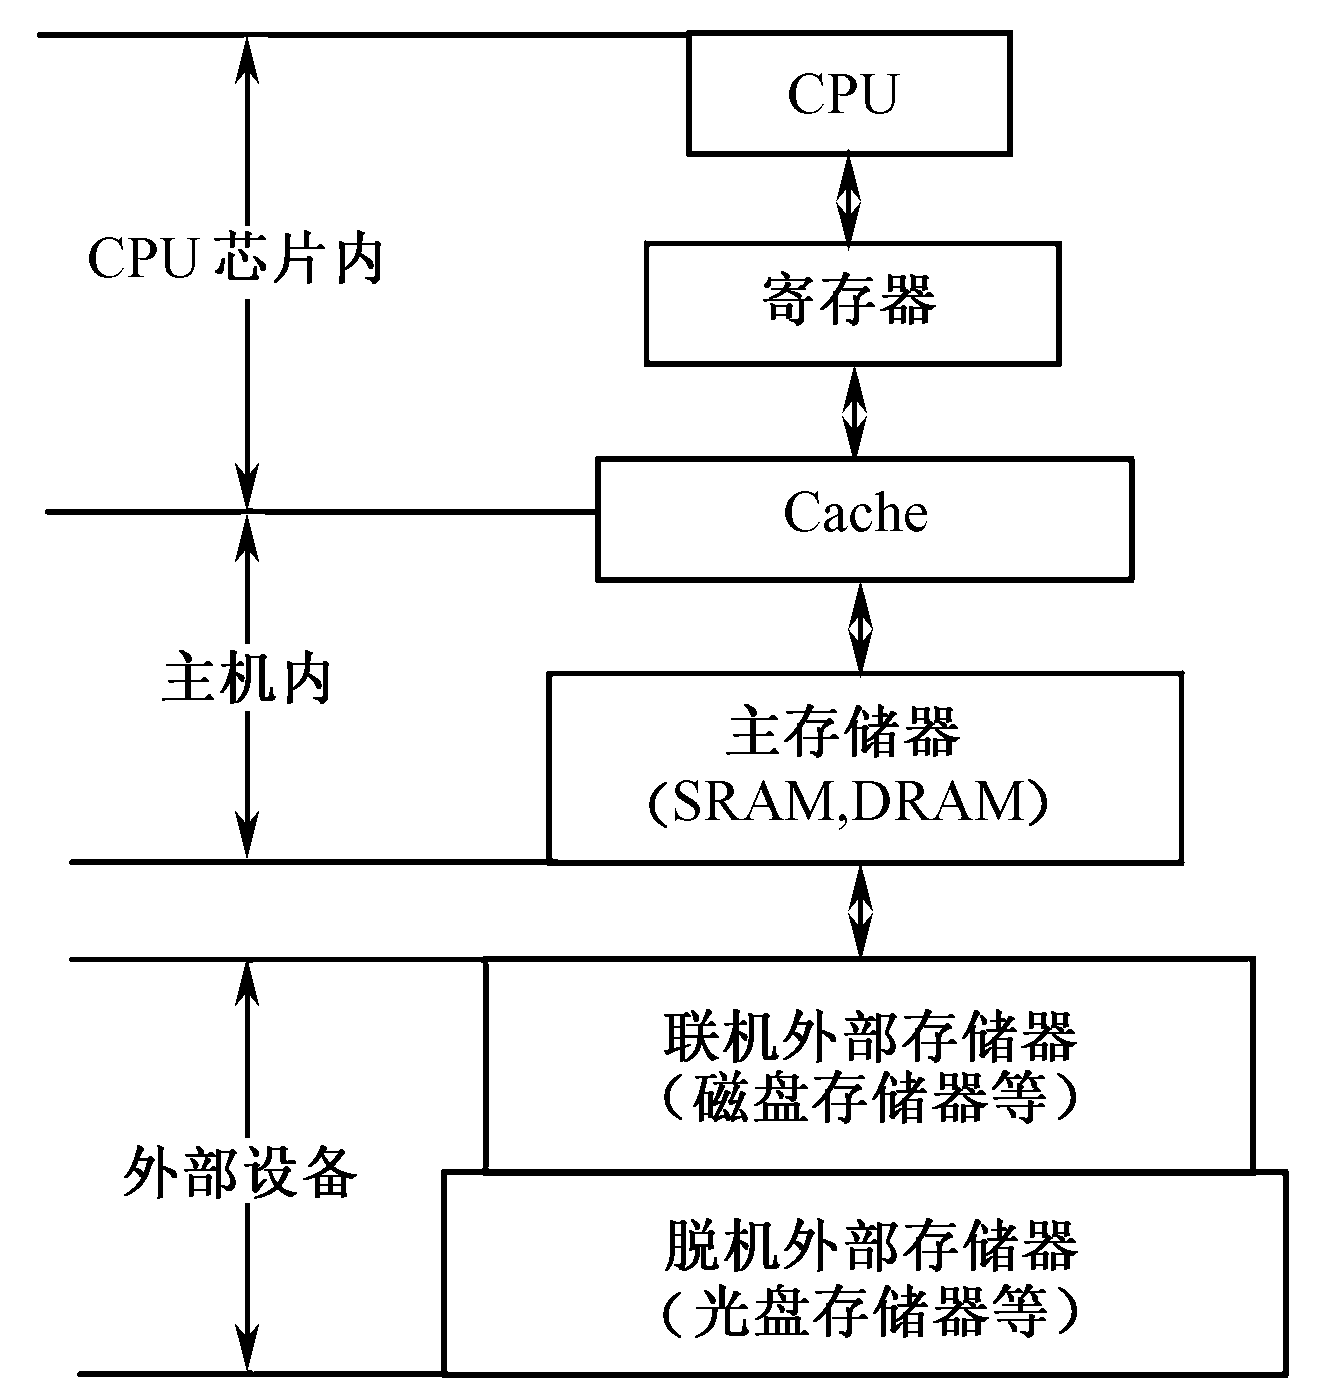 CPU
CPU芯片内
寄存器
Cache
主机内
主存储器
（SRAM,DRAM）
联机外部存储器
（磁盘存储器等）
外部设备
脱机外部存储器
（光盘存储器等）